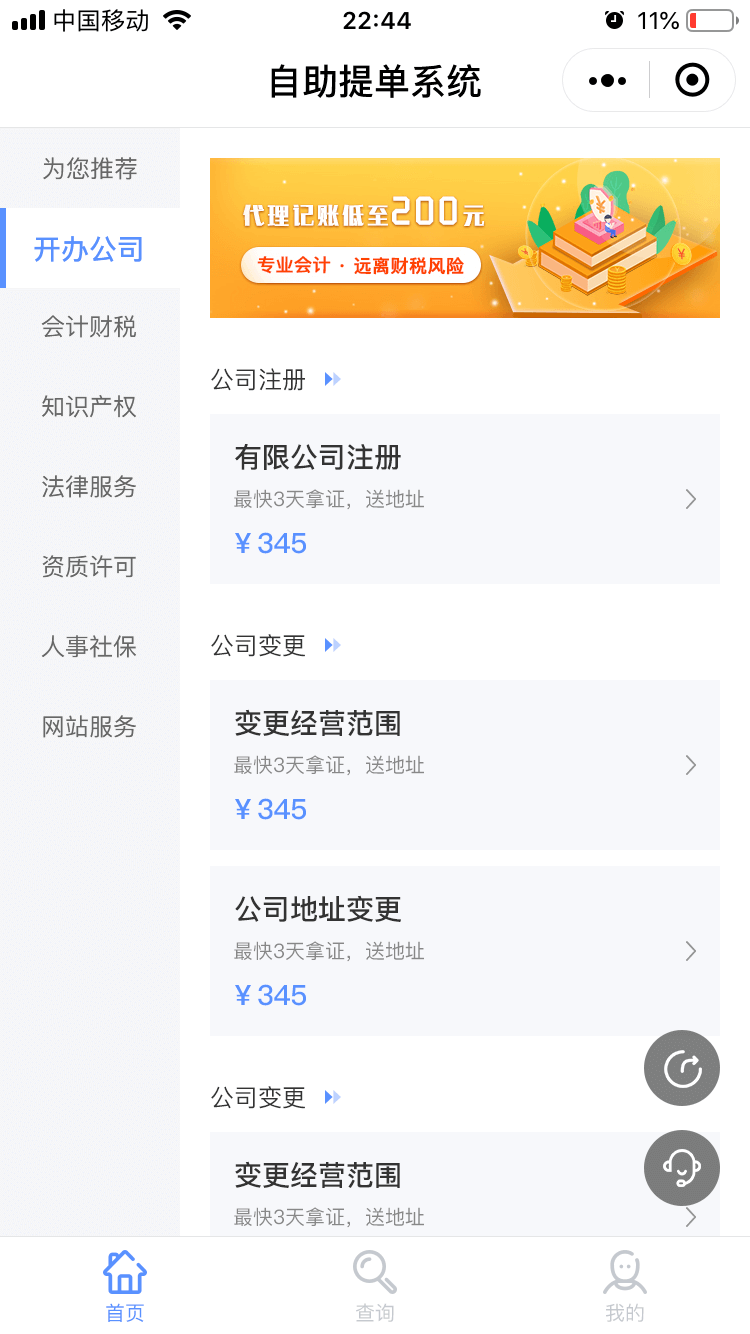 中国移动
22:44
11%
自助提单系统
为您推荐
开办公司
会计财税
知识产权
法律服务
资质许可
人事社保
网站服务
代理记账低至200元
专业会计 · 远离财税风险
公司注册
有限公司注册
最快3天拿证，送地址
¥ 345
公司变更
变更经营范围
最快3天拿证，送地址
¥ 345
公司地址变更
最快3天拿证，送地址
¥ 345
公司变更
变更经营范围
最快3天拿证，送地址
首页
查询
我的